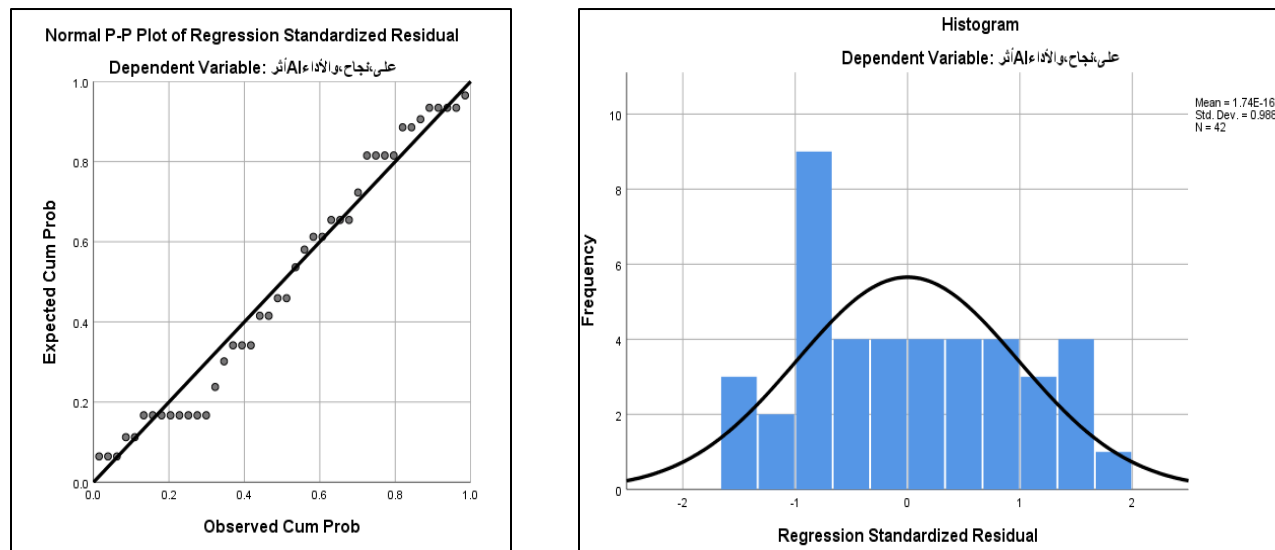 Normal P-P Plot of Regression Standardized Residual
Dependent Variable: أثرAIعلى،نجاح،والأداء
1.0
0.8
0.6
0.4
0.2
0.0
Expected Cum Prob
0.0 0.2 0.4 0.6 0.8 1.0
Observed Cum Prob
Histogram
Dependent Variable: أثرAIعلى،نجاح،والأداء
Mean = 1.74E-16
Std. Dev. = 0.988
N = 42
10
8
6
4
2
0
Frequency
-2 -1 0 1 2
Regression Standardized Residual